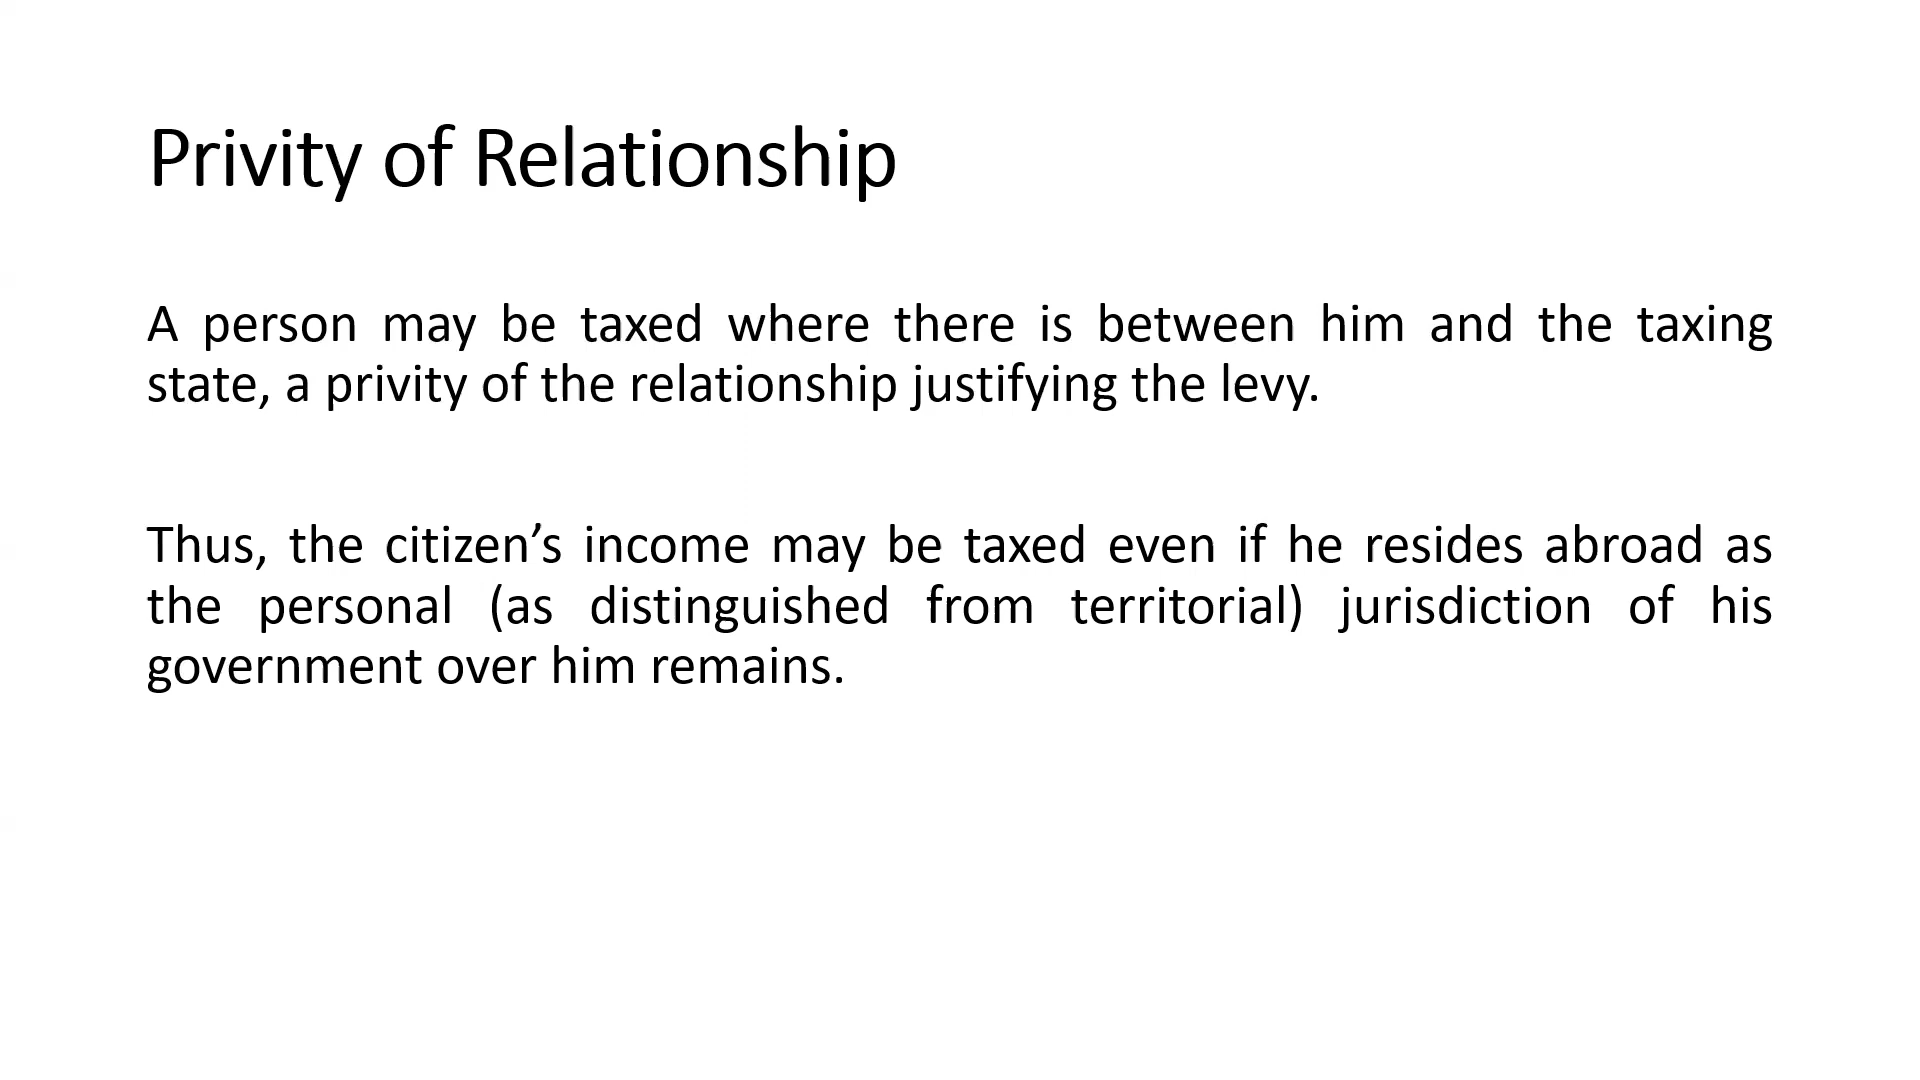 Privity of Relationship
A person may be taxed where there is between him and the taxing
state, a privity of the relationship justifying the levy.
Thus, the citizen’s income may be taxed even if he resides abroad as
the personal (as distinguished from territorial) jurisdiction of his
government over him remains.